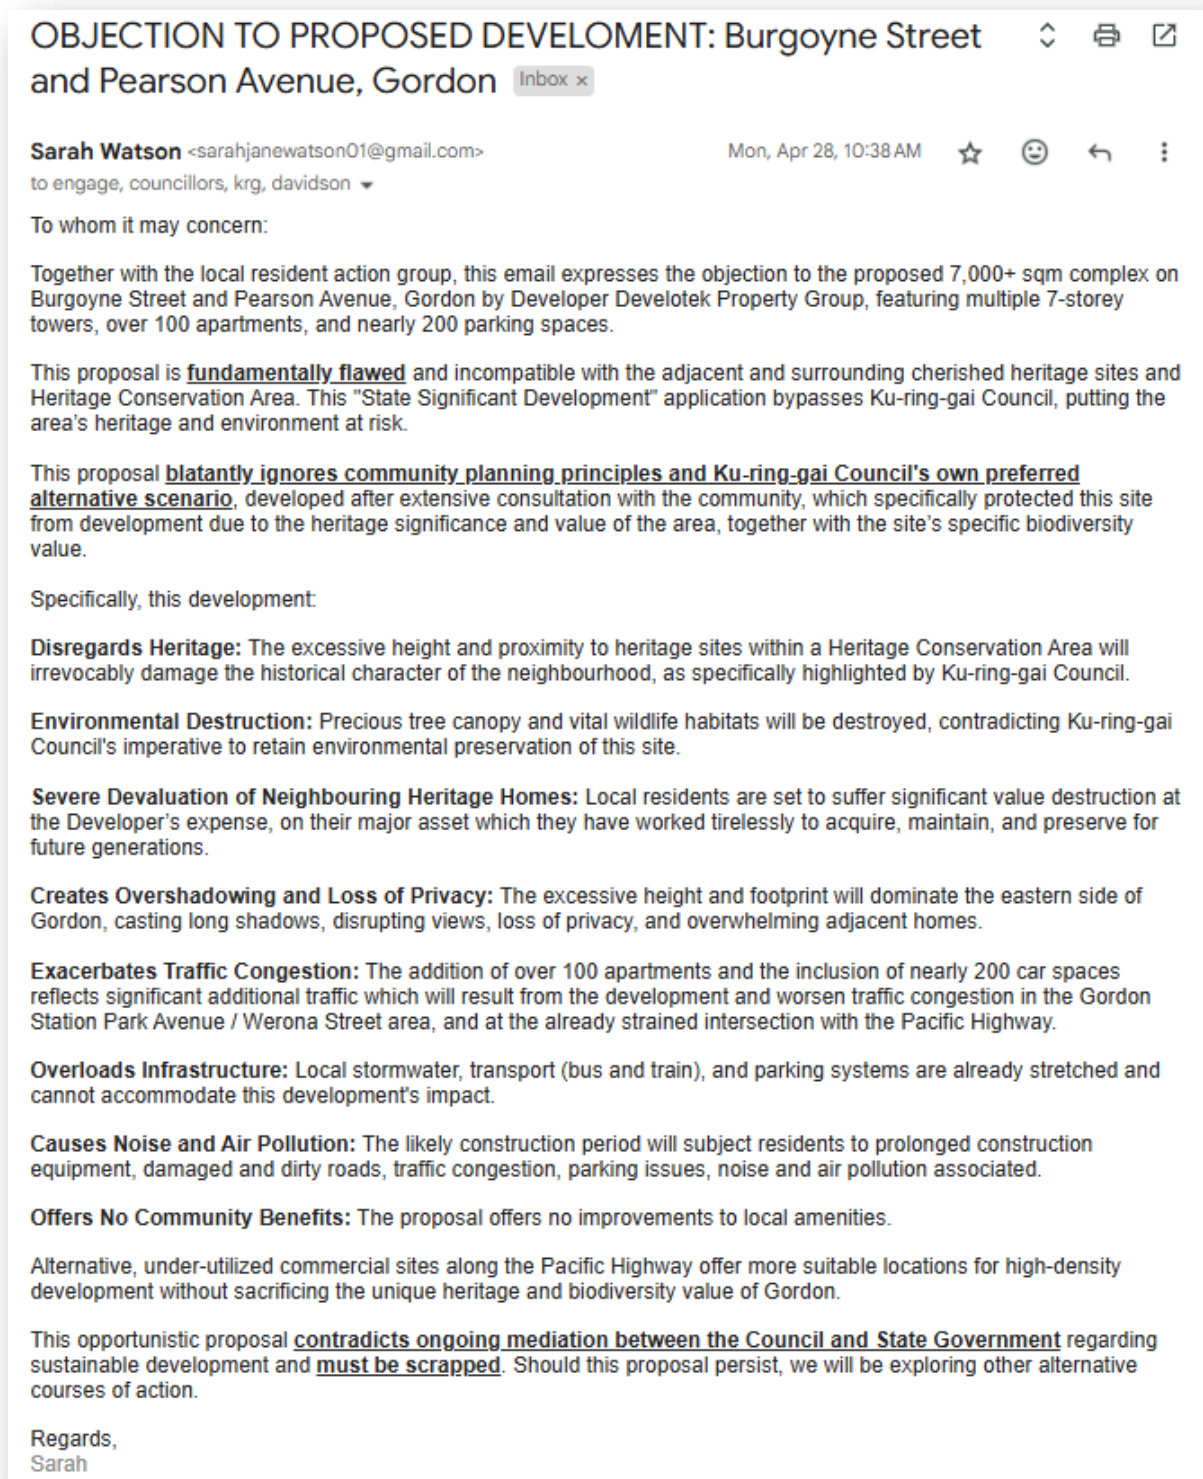 OBJECTION TO PROPOSED DEVELOMENT: Burgoyne Street
and Pearson Avenue, Gordon Inbox ×
Sarah Watson <sarahjanewatson01@gmail.com> Mon, Apr 28, 10:38 AM
to engage, councillors, krg, davidson
To whom it may concern:
Together with the local resident action group, this email expresses the objection to the proposed 7,000+ sqm complex on
Burgoyne Street and Pearson Avenue, Gordon by Developer Develotek Property Group, featuring multiple 7-storey
towers, over 100 apartments, and nearly 200 parking spaces.
This proposal is fundamentally flawed and incompatible with the adjacent and surrounding cherished heritage sites and
Heritage Conservation Area. This "State Significant Development" application bypasses Ku-ring-gai Council, putting the
area's heritage and environment at risk.
This proposal blatantly ignores community planning principles and Ku-ring-gai Council's own preferred
alternative scenario, developed after extensive consultation with the community, which specifically protected this site
from development due to the heritage significance and value of the area, together with the site's specific biodiversity
value.
Specifically, this development:
Disregards Heritage: The excessive height and proximity to heritage sites within a Heritage Conservation Area will
irrevocably damage the historical character of the neighbourhood, as specifically highlighted by Ku-ring-gai Council.
Environmental Destruction: Precious tree canopy and vital wildlife habitats will be destroyed, contradicting Ku-ring-gai
Council's imperative to retain environmental preservation of this site.
Severe Devaluation of Neighbouring Heritage Homes: Local residents are set to suffer significant value destruction at
the Developer's expense, on their major asset which they have worked tirelessly to acquire, maintain, and preserve for
future generations.
Creates Overshadowing and Loss of Privacy: The excessive height and footprint will dominate the eastern side of
Gordon, casting long shadows, disrupting views, loss of privacy, and overwhelming adjacent homes.
Exacerbates Traffic Congestion: The addition of over 100 apartments and the inclusion of nearly 200 car spaces
reflects significant additional traffic which will result from the development and worsen traffic congestion in the Gordon
Station Park Avenue / Werona Street area, and at the already strained intersection with the Pacific Highway.
Overloads Infrastructure: Local stormwater, transport (bus and train), and parking systems are already stretched and
cannot accommodate this development's impact.
Causes Noise and Air Pollution: The likely construction period will subject residents to prolonged construction
equipment, damaged and dirty roads, traffic congestion, parking issues, noise and air pollution associated.
Offers No Community Benefits: The proposal offers no improvements to local amenities.
Alternative, under-utilized commercial sites along the Pacific Highway offer more suitable locations for high-density
development without sacrificing the unique heritage and biodiversity value of Gordon.
This opportunistic proposal contradicts ongoing mediation between the Council and State Government regarding
sustainable development and must be scrapped. Should this proposal persist, we will be exploring other alternative
courses of action.
Regards,
Sarah